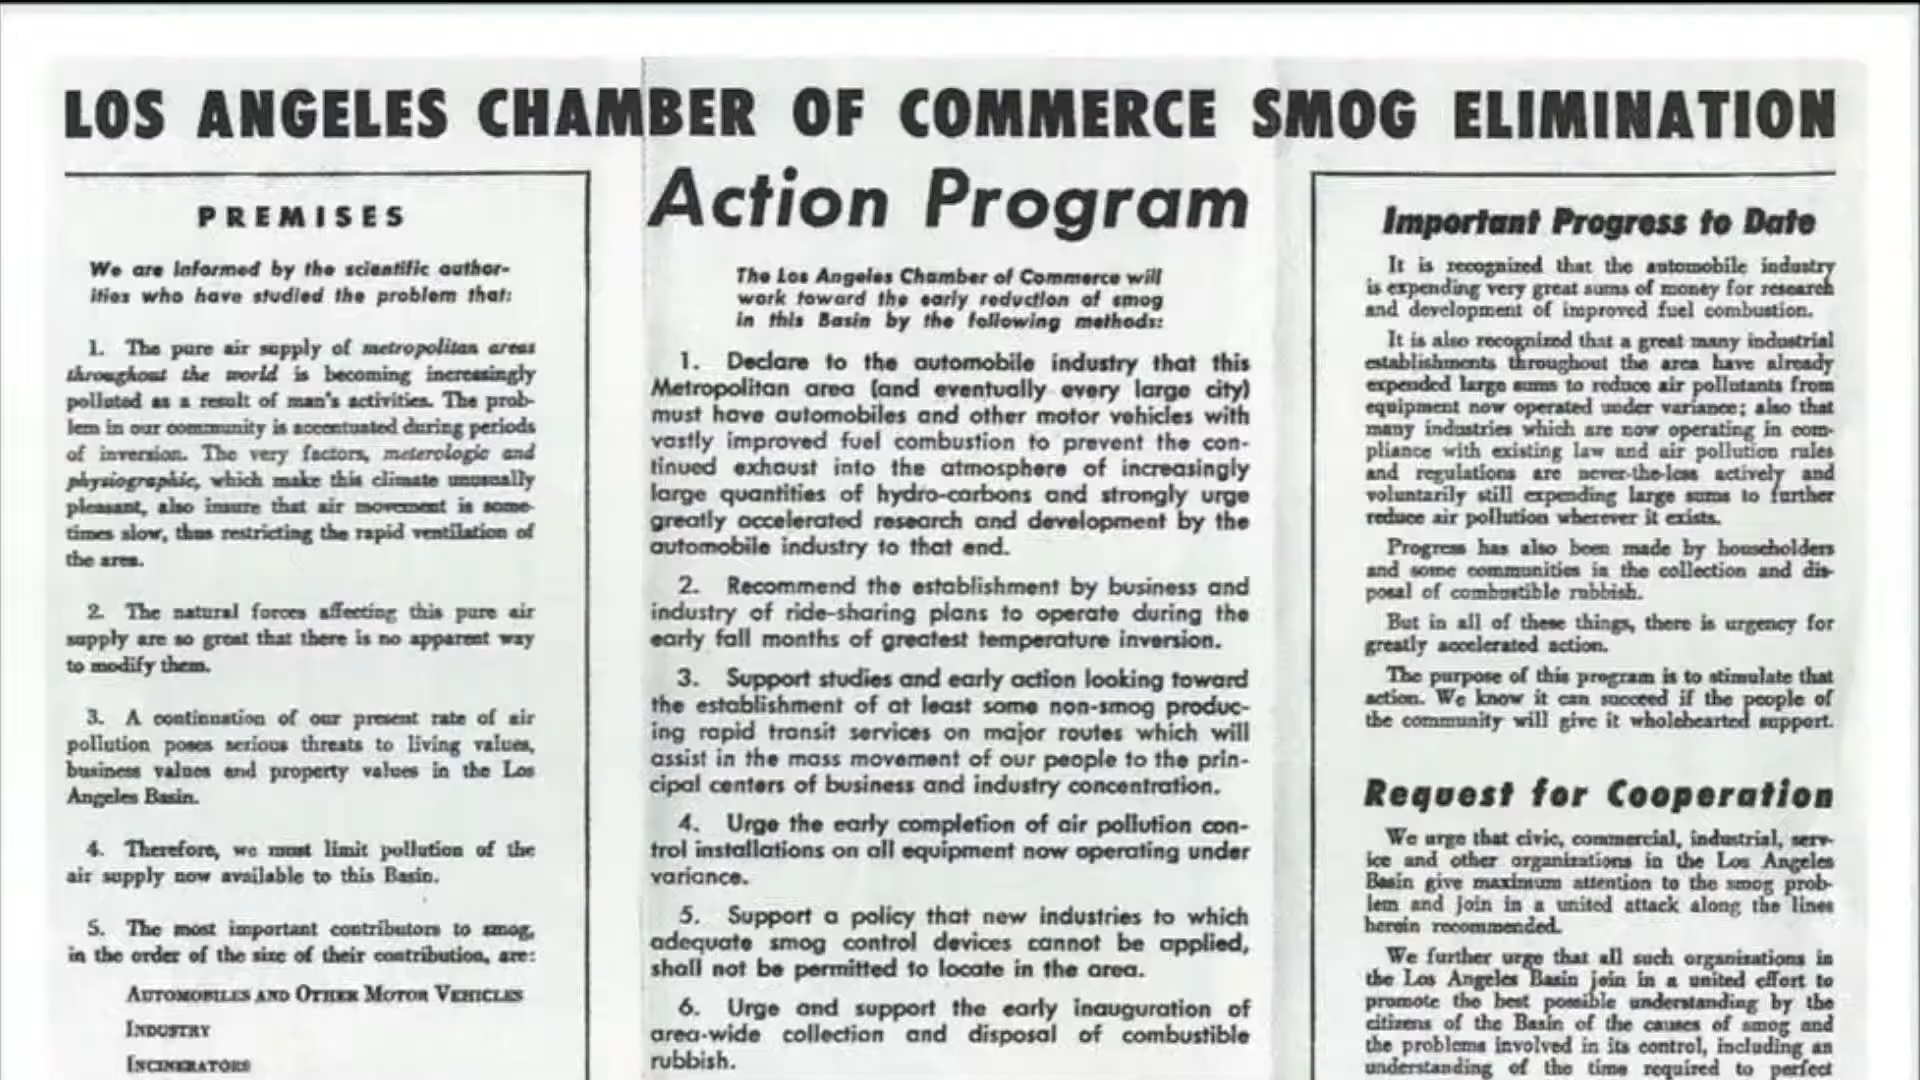 LOS ANGELES CHAMBER OF COMMERCE SMOG ELIMINATION
Action Program
PREMISES
We are informed by the scientific author-
ities who have studied the problem that:
1. The pure air supply of metropolitan areas
throughout the world is becoming increasingly
polluted as a result of man's activities. The prob-
lem in our community is accentuated during periods
of inversion. The very factors, meterologic and
physiographic, which make this climate unusually
pleasant, also insure that air movement is some-
times slow, thus restricting the rapid ventilation of
the area.
2. The natural forces affecting this pure air
supply are so great that there is no apparent way
to modify them.
3. A continuation of our present rate of air
pollution poses serious threats to living values,
business values and property values in the Los
Angeles Basin.
4. Therefore, we must limit pollution of the
air supply now available to this Basin.
5. The most important contributors to smog,
in the order of the size of their contribution, are:
AUTOMOBILES AND OTHER MOTOR VEHICLES
INDUSTRY
INCINERATORS
The Los Angeles Chamber of Commerce will
work toward the early reduction of smog
in this Basin by the following methods:
1. Declare to the automobile industry that this
Metropolitan area (and eventually every large city)
must have automobiles and other motor vehicles with
vastly improved fuel combustion to prevent the con-
tinued exhaust into the atmosphere of increasingly
large quantities of hydro-carbons and strongly urge
greatly accelerated research and development by the
automobile industry to that end.
2. Recommend the establishment by business and
industry of ride-sharing plans to operate during the
early fall months of greatest temperature inversion.
3. Support studies and early action looking toward
the establishment of at least some non-smog produc-
ing rapid transit services on major routes which will
assist in the mass movement of our people to the prin-
cipal centers of business and industry concentration.
4. Urge the early completion of air pollution con-
trol installations on all equipment now operating under
variance.
5. Support a policy that new industries to which
adequate smog control devices cannot be applied,
shall not be permitted to locate in the area.
6. Urge and support the early inauguration of
area-wide collection and disposal of combustible
rubbish.
Important Progress to Date
It is recognized that the automobile industry
is expending very great sums of money for research
and development of improved fuel combustion.
It is also recognized that a great many industrial
establishments throughout the area have already
expended large sums to reduce air pollutants from
equipment now operated under variance; also that
many industries which are now operating in com-
pliance with existing law and air pollution rules
and regulations are never-the-less actively and
voluntarily still expending large sums to further
reduce air pollution wherever it exists.
Progress has also been made by householders
and some communities in the collection and dis-
posal of combustible rubbish.
But in all of these things, there is urgency for
greatly accelerated action.
The purpose of this program is to stimulate that
action. We know it can succeed if the people of
the community will give it wholehearted support.
Request for Cooperation
We urge that civic, commercial, industrial, serv-
ice and other organizations in the Los Angeles
Basin give maximum attention to the smog prob-
lem and join in a united attack along the lines
herein recommended.
We further urge that all such organizations in
the Los Angeles Basin join in a united effort to
promote the best possible understanding by the
citizens of the Basin of the causes of smog and
the problems involved in its control, including an
understanding of the time required to perfect